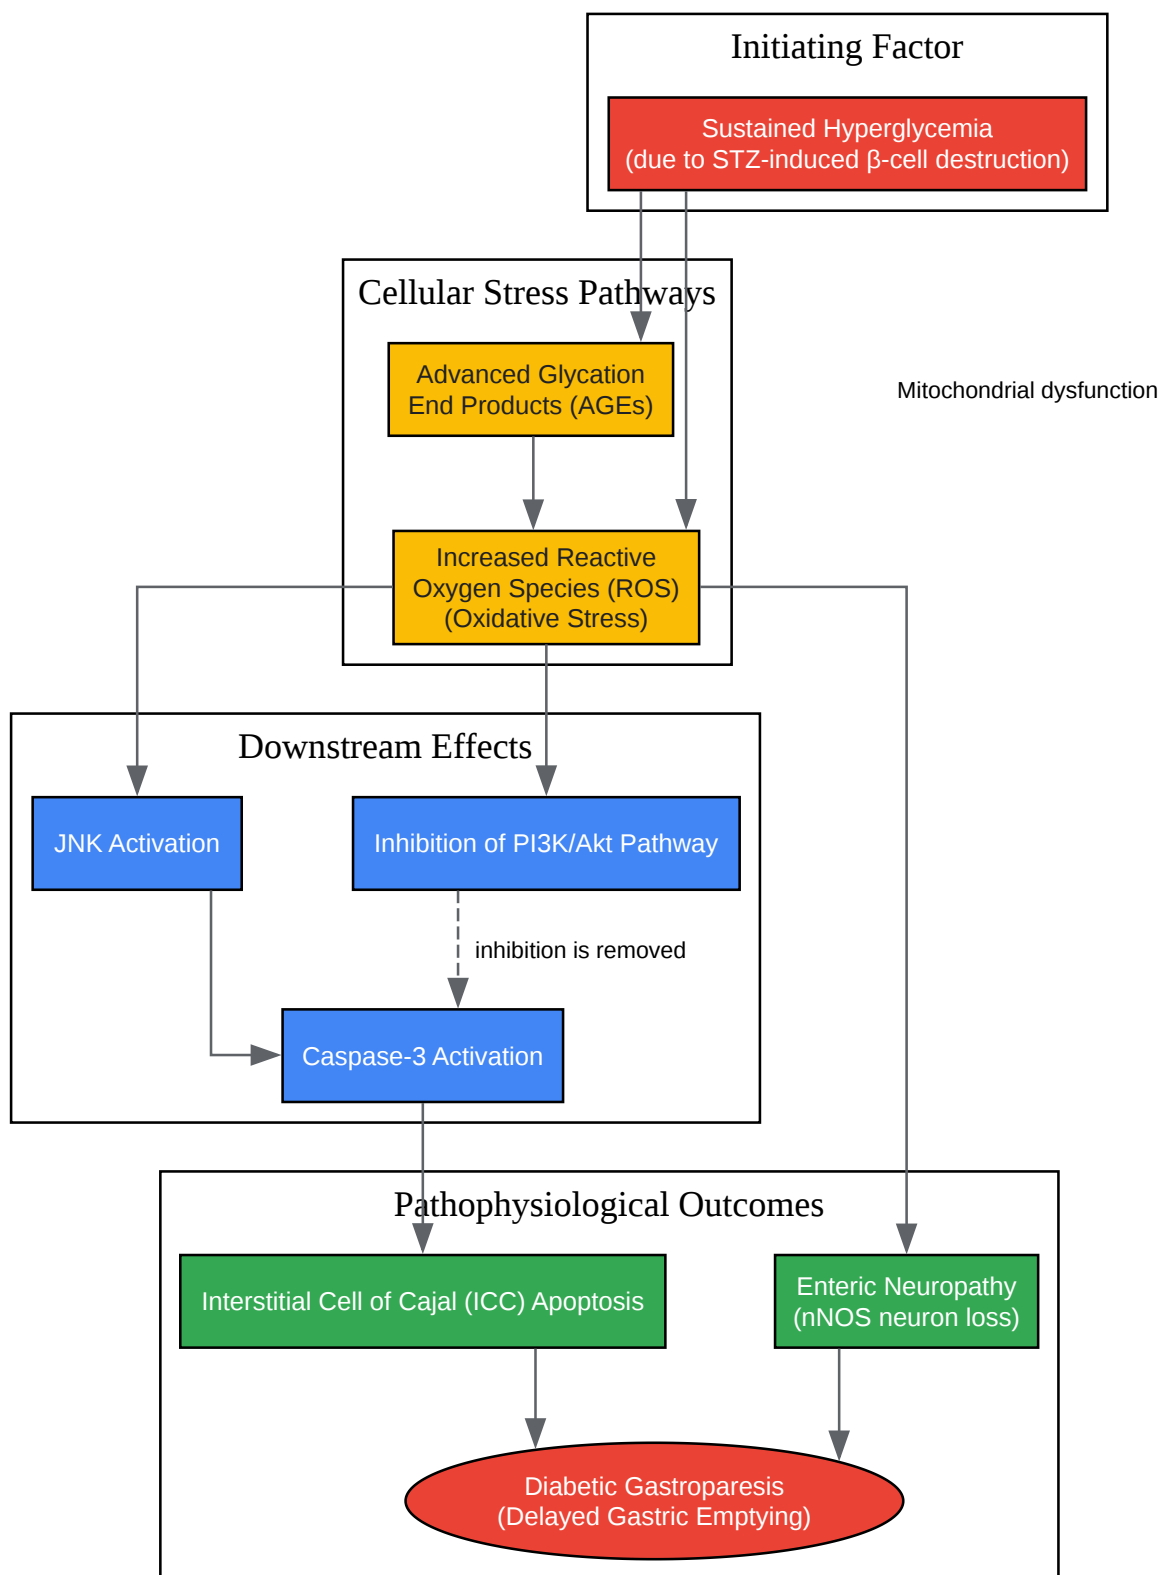 Initiating Factor
Sustained Hyperglycemia
(due to STZ-induced β-cell destruction)
Cellular Stress Pathways
Advanced Glycation
End Products (AGEs)
Mitochondrial dysfunction
Increased Reactive
Oxygen Species (ROS)
(Oxidative Stress)
Downstream Effects
JNK Activation
Inhibition of PI3K/Akt Pathway
inhibition is removed
Caspase-3 Activation
Pathophysiological Outcomes
Interstitial Cell of Cajal (ICC) Apoptosis
Enteric Neuropathy
(nNOS neuron loss)
Diabetic Gastroparesis
(Delayed Gastric Emptying)